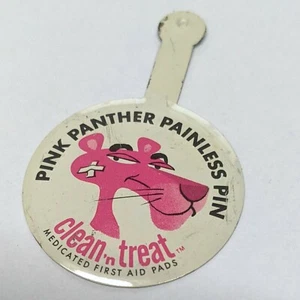 PINK PANTHER PAINLESS PIN
clean 'n treat™
MEDICATED FIRST AID PADS